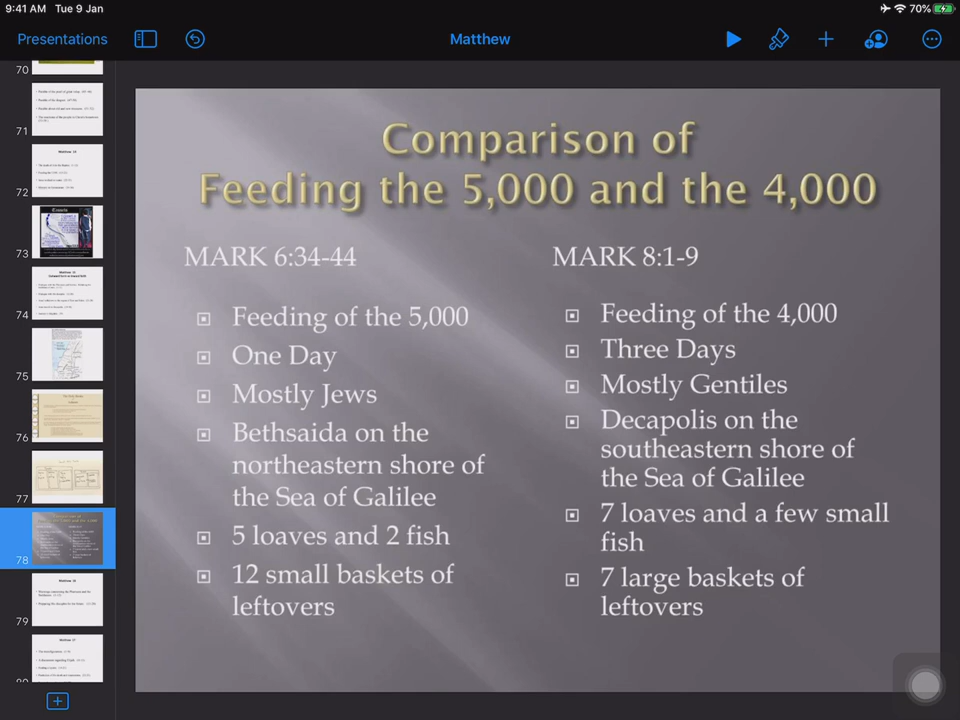 9:41 AM Tue 9 Jan
70%
Presentations
Matthew
70
71
72
73
74
75
76
77
78
79
80
Comparison of
Feeding the 5,000 and the 4,000
MARK 6:34-44
Feeding of the 5,000
One Day
Mostly Jews
Bethsaida on the
northeastern shore of
the Sea of Galilee
5 loaves and 2 fish
12 small baskets of
leftovers
MARK 8:1-9
Feeding of the 4,000
Three Days
Mostly Gentiles
Decapolis on the
southeastern shore of
the Sea of Galilee
7 loaves and a few small
fish
7 large baskets of
leftovers